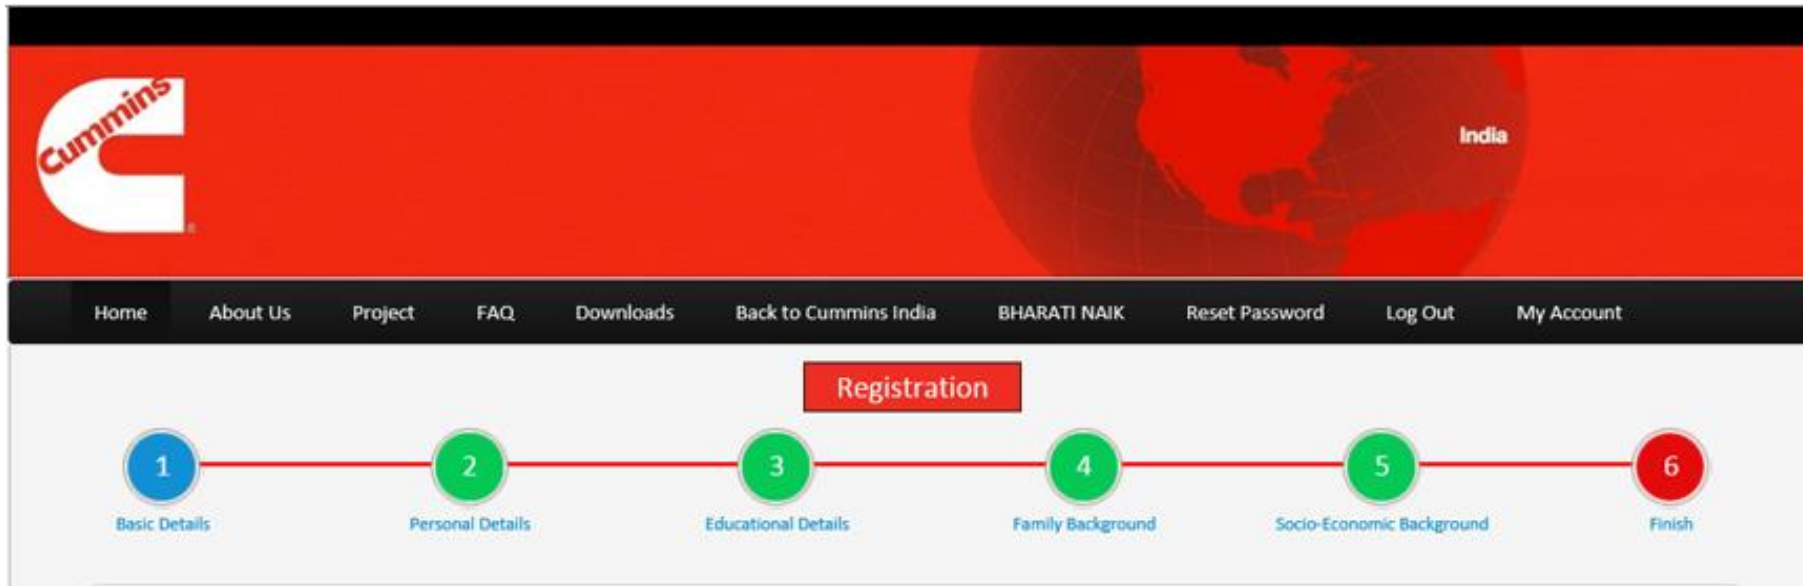 Cummins
India
Home About Us Project FAQ Downloads Back to Cummins India BHARATI NAIK Reset Password Log Out My Account
Registration
1 2 3 4 5 6
Basic Details Personal Details Educational Details Family Background Socio-Economic Background Finish